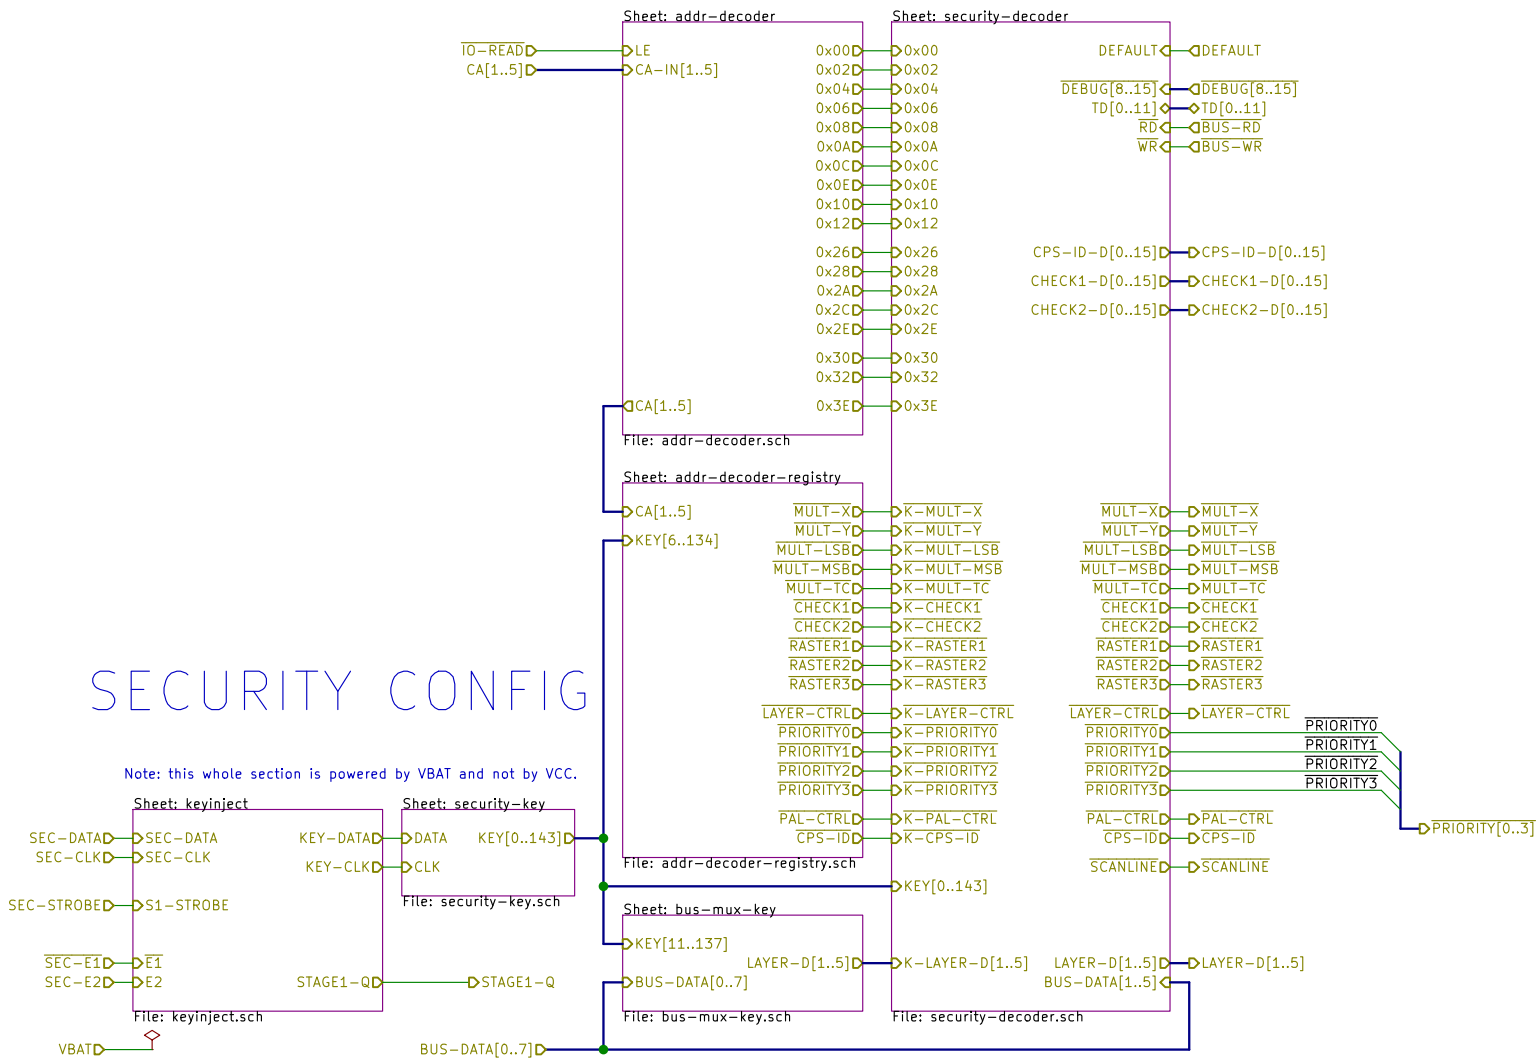 Sheet: addr-decoder
IO-READ
LE
CA[1..5]
CA-IN[1..5]
0x00
0x02
0x04
0x06
0x08
0x0A
0x0C
0x0E
0x10
0x12
0x26
0x28
0x2A
0x2C
0x2E
0x30
0x32
0x3E
CA[1..5]
File: addr-decoder.sch
Sheet: security-decoder
0x00
0x02
0x04
0x06
0x08
0x0A
0x0C
0x0E
0x10
0x12
0x26
0x28
0x2A
0x2C
0x2E
0x30
0x32
0x3E
DEFAULT
DEFAULT
DEBUG[8..15]
DEBUG[8..15]
TD[0..11]
TD[0..11]
RD
BUS-RD
WR
BUS-WR
CPS-ID-D[0..15]
CPS-ID-D[0..15]
CHECK1-D[0..15]
CHECK1-D[0..15]
CHECK2-D[0..15]
CHECK2-D[0..15]
Sheet: addr-decoder-registry
CA[1..5]
KEY[6..134]
MULT-X
MULT-Y
MULT-LSB
MULT-MSB
MULT-TC
CHECK1
CHECK2
RASTER1
RASTER2
RASTER3
LAYER-CTRL
PRIORITY0
PRIORITY1
PRIORITY2
PRIORITY3
PAL-CTRL
CPS-ID
File: addr-decoder-registry.sch
K-MULT-X
K-MULT-Y
K-MULT-LSB
K-MULT-MSB
K-MULT-TC
K-CHECK1
K-CHECK2
K-RASTER1
K-RASTER2
K-RASTER3
K-LAYER-CTRL
K-PRIORITY0
K-PRIORITY1
K-PRIORITY2
K-PRIORITY3
K-PAL-CTRL
K-CPS-ID
KEY[0..143]
MULT-X
MULT-Y
MULT-LSB
MULT-MSB
MULT-TC
CHECK1
CHECK2
RASTER1
RASTER2
RASTER3
LAYER-CTRL
PRIORITY0
PRIORITY1
PRIORITY2
PRIORITY3
PAL-CTRL
CPS-ID
SCANLINE
MULT-X
MULT-Y
MULT-LSB
MULT-MSB
MULT-TC
CHECK1
CHECK2
RASTER1
RASTER2
RASTER3
LAYER-CTRL
PRIORITY0
PRIORITY1
PRIORITY2
PRIORITY3
PAL-CTRL
CPS-ID
SCANLINE
PRIORITY[0..3]
SECURITY CONFIG
Note: this whole section is powered by VBAT and not by VCC.
Sheet: keyinject
SEC-DATA
SEC-DATA
SEC-CLK
SEC-CLK
SEC-STROBE
S1-STROBE
SEC-E1
E1
SEC-E2
E2
KEY-DATA
KEY-CLK
STAGE1-Q
STAGE1-Q
File: keyinject.sch
VBAT
Sheet: security-key
DATA
CLK
KEY[0..143]
File: security-key.sch
Sheet: bus-mux-key
KEY[11..137]
LAYER-D[1..5]
BUS-DATA[0..7]
File: bus-mux-key.sch
K-LAYER-D[1..5]
LAYER-D[1..5]
LAYER-D[1..5]
BUS-DATA[1..5]
File: security-decoder.sch
BUS-DATA[0..7]